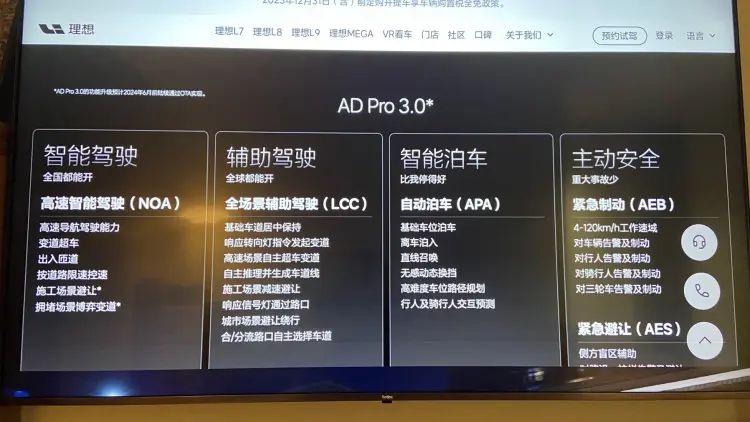 2023年12月31日（含）前定购并提车享车辆购置税全免政策。
理想
理想L7 理想L8 理想L9 理想MEGA VR看车 门店 社区 口碑 关于我们 预约试驾 登录 语言
*AD Pro 3.0的功能升级预计2024年6月前陆续通过OTA实现。
AD Pro 3.0*
智能驾驶
全国都能开
高速智能驾驶（NOA）
高速导航驾驶能力
变道超车
出入匝道
按道路限速控速
施工场景避让*
拥堵场景博弈变道*
辅助驾驶
全球都能开
全场景辅助驾驶（LCC）
基础车道居中保持
响应转向灯指令发起变道
高速场景自主超车变道
自主推理并生成车道线
施工场景减速避让
响应信号灯通过路口
城市场景避让绕行
合/分流路口自主选择车道
智能泊车
比我停得好
自动泊车（APA）
基础车位泊车
离车泊入
直线召唤
无感动态换挡
高难度车位路径规划
行人及骑行人交互预测
主动安全
重大事故少
紧急制动（AEB）
4-120km/h工作速域
对车辆告警及制动
对行人告警及制动
对骑行人告警及制动
对三轮车告警及制动
紧急避让（AES）
侧方盲区辅助